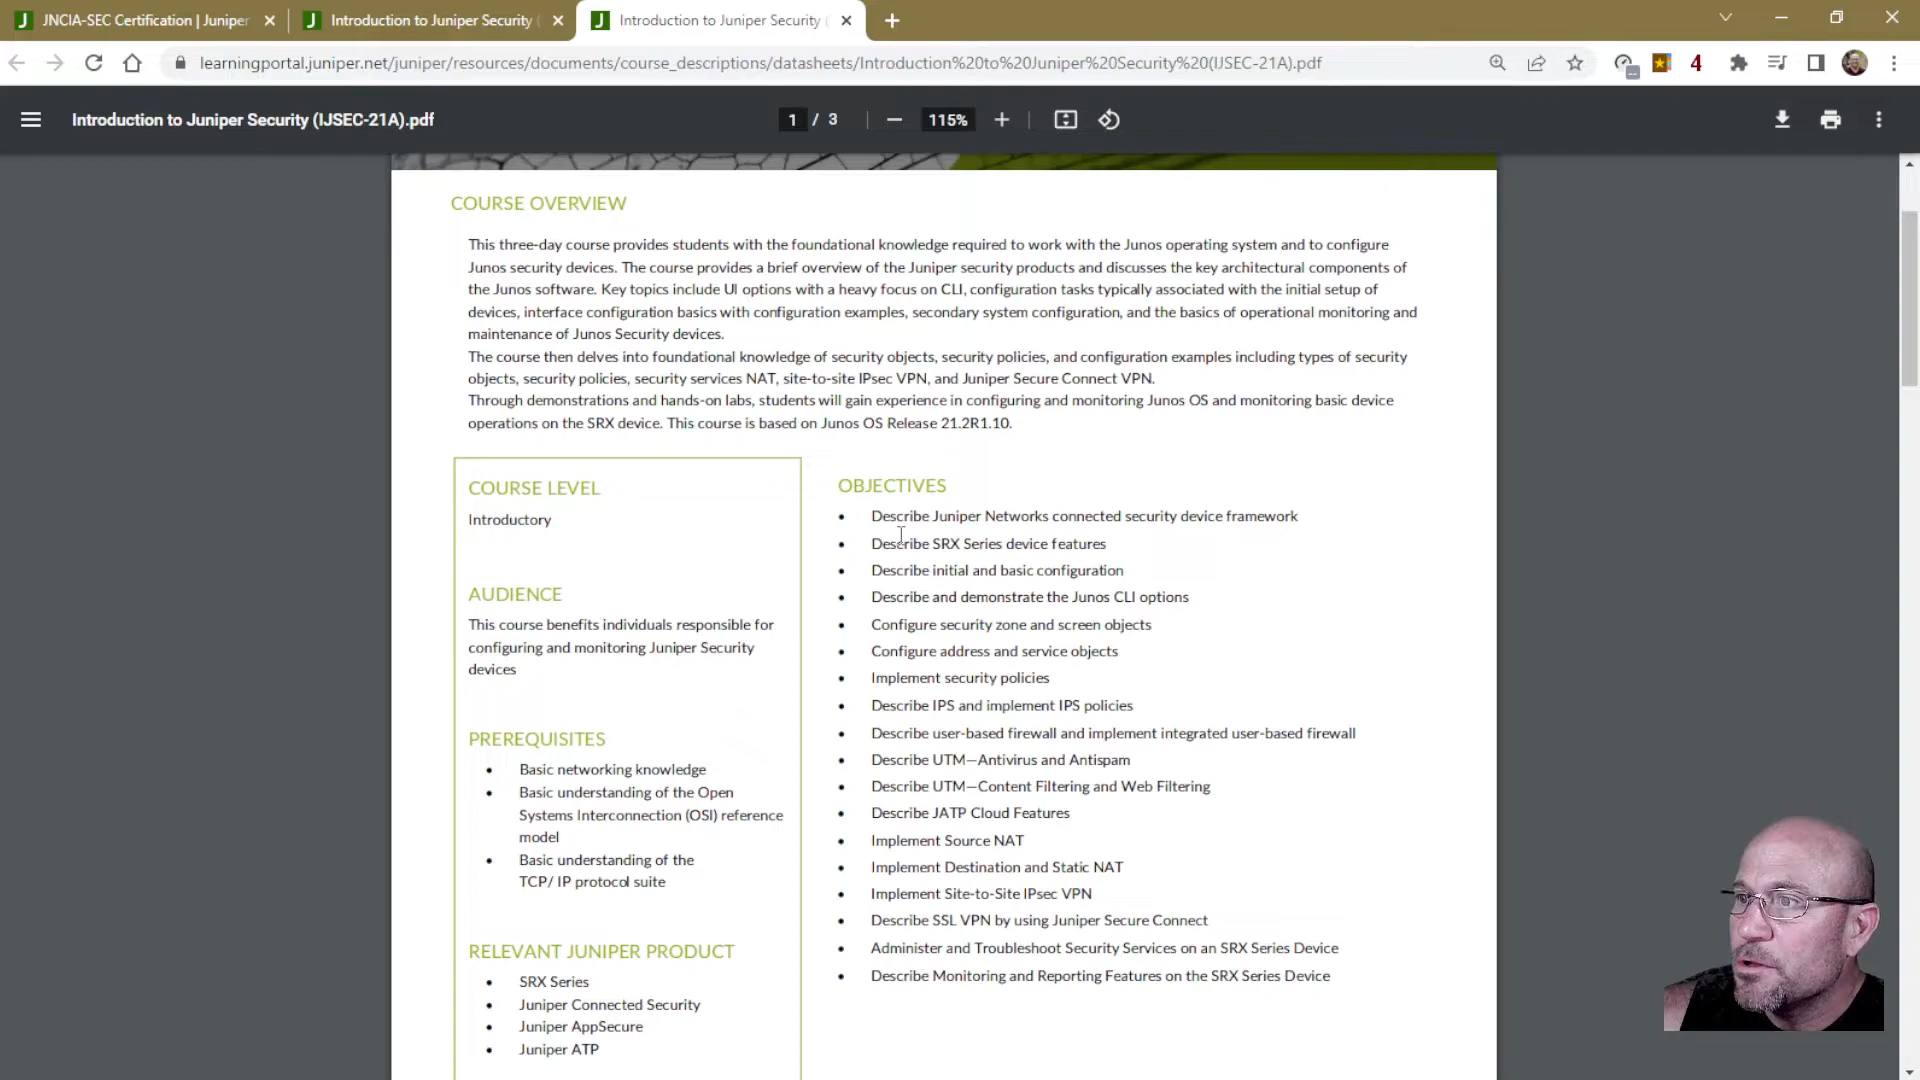 JNCIA-SEC Certification | Juniper
Introduction to Juniper Security (
Introduction to Juniper Security (
learningportal.juniper.net/juniper/resources/documents/course_descriptions/datasheets/Introduction%20to%20Juniper%20Security%20(IJSEC-21A).pdf
4
Introduction to Juniper Security (IJSEC-21A).pdf
1 / 3
115%
COURSE OVERVIEW
This three-day course provides students with the foundational knowledge required to work with the Junos operating system and to configure
Junos security devices. The course provides a brief overview of the Juniper security products and discusses the key architectural components of
the Junos software. Key topics include UI options with a heavy focus on CLI, configuration tasks typically associated with the initial setup of
devices, interface configuration basics with configuration examples, secondary system configuration, and the basics of operational monitoring and
maintenance of Junos Security devices.
The course then delves into foundational knowledge of security objects, security policies, and configuration examples including types of security
objects, security policies, security services NAT, site-to-site IPsec VPN, and Juniper Secure Connect VPN.
Through demonstrations and hands-on labs, students will gain experience in configuring and monitoring Junos OS and monitoring basic device
operations on the SRX device. This course is based on Junos OS Release 21.2R1.10.
COURSE LEVEL
Introductory
AUDIENCE
This course benefits individuals responsible for
configuring and monitoring Juniper Security
devices
PREREQUISITES
• Basic networking knowledge
• Basic understanding of the Open
Systems Interconnection (OSI) reference
model
• Basic understanding of the
TCP/ IP protocol suite
RELEVANT JUNIPER PRODUCT
• SRX Series
• Juniper Connected Security
• Juniper AppSecure
• Juniper ATP
OBJECTIVES
• Describe Juniper Networks connected security device framework
• Describe SRX Series device features
• Describe initial and basic configuration
• Describe and demonstrate the Junos CLI options
• Configure security zone and screen objects
• Configure address and service objects
• Implement security policies
• Describe IPS and implement IPS policies
• Describe user-based firewall and implement integrated user-based firewall
• Describe UTM—Antivirus and Antispam
• Describe UTM—Content Filtering and Web Filtering
• Describe JATP Cloud Features
• Implement Source NAT
• Implement Destination and Static NAT
• Implement Site-to-Site IPsec VPN
• Describe SSL VPN by using Juniper Secure Connect
• Administer and Troubleshoot Security Services on an SRX Series Device
• Describe Monitoring and Reporting Features on the SRX Series Device